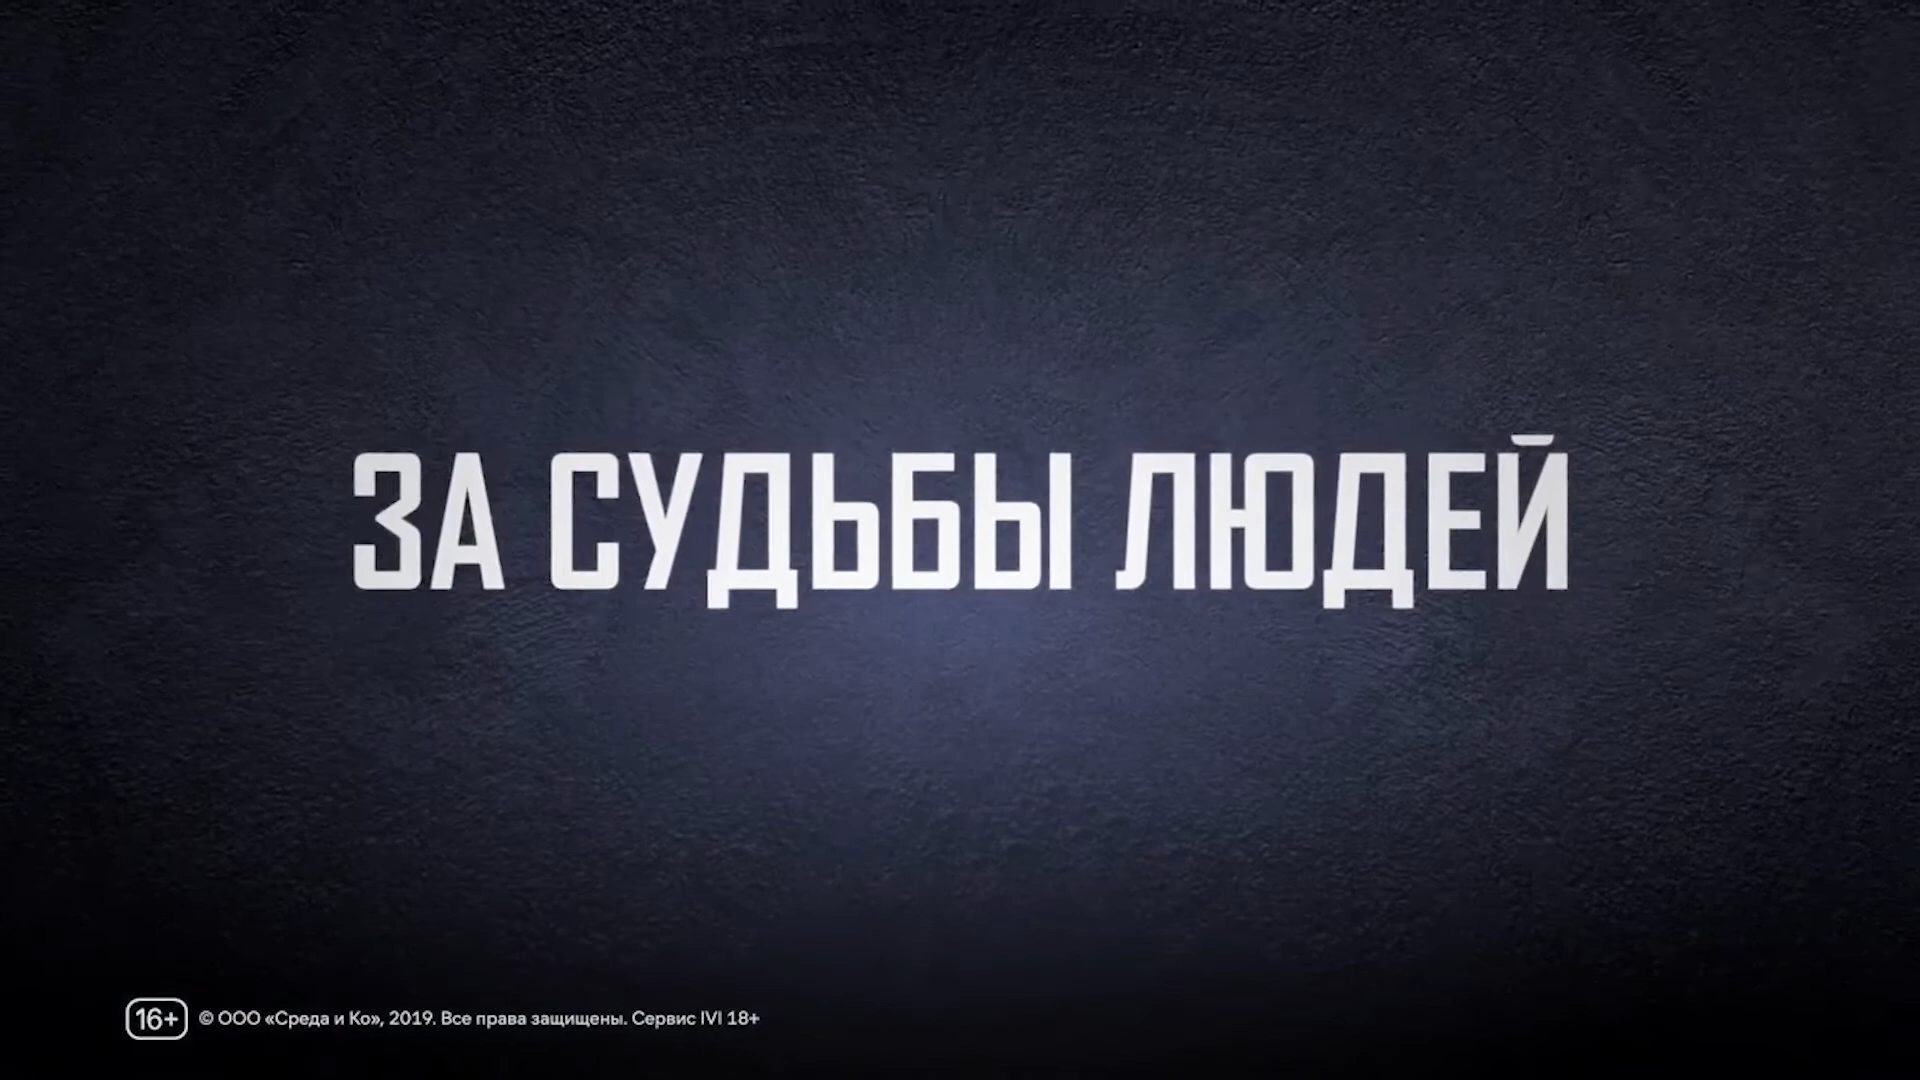 ЗА СУДЬБЫ ЛЮДЕЙ
16+ © ООО «Среда и Ко», 2019. Все права защищены. Сервис IVI 18+